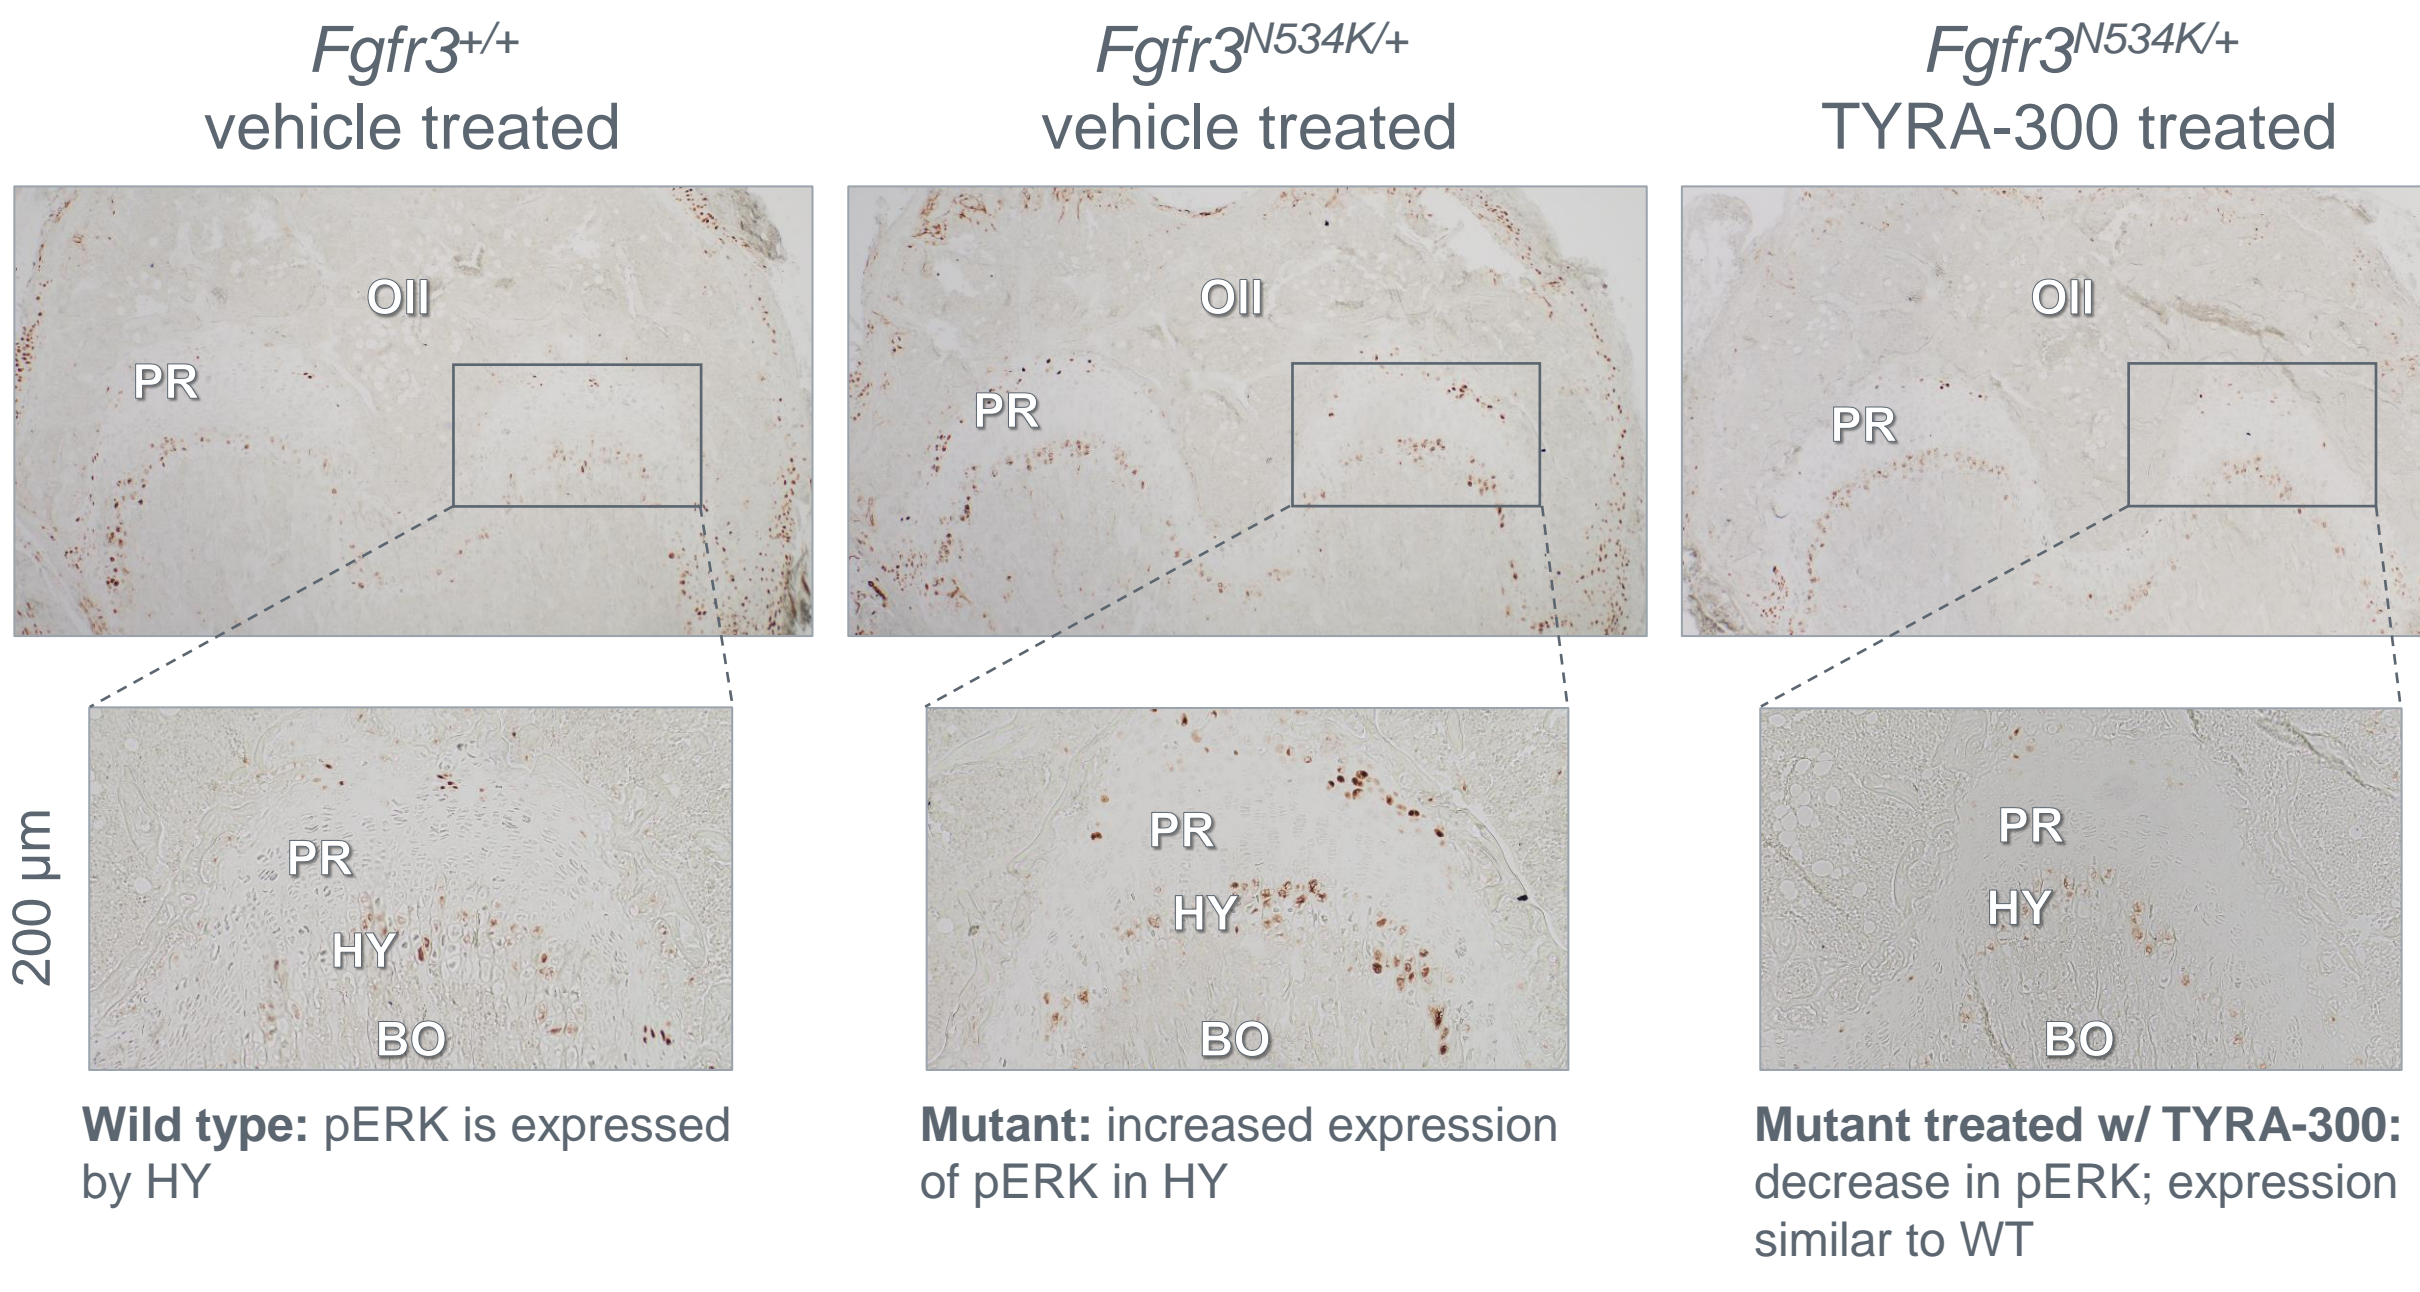 Fgfr3+/+
vehicle treated
Fgfr3N534K/+
vehicle treated
Fgfr3N534K/+
TYRA-300 treated
OII
PR
OII
PR
OII
PR
200 µm
PR
HY
BO
PR
HY
BO
PR
HY
BO
Wild type: pERK is expressed
by HY
Mutant: increased expression
of pERK in HY
Mutant treated w/ TYRA-300:
decrease in pERK; expression
similar to WT